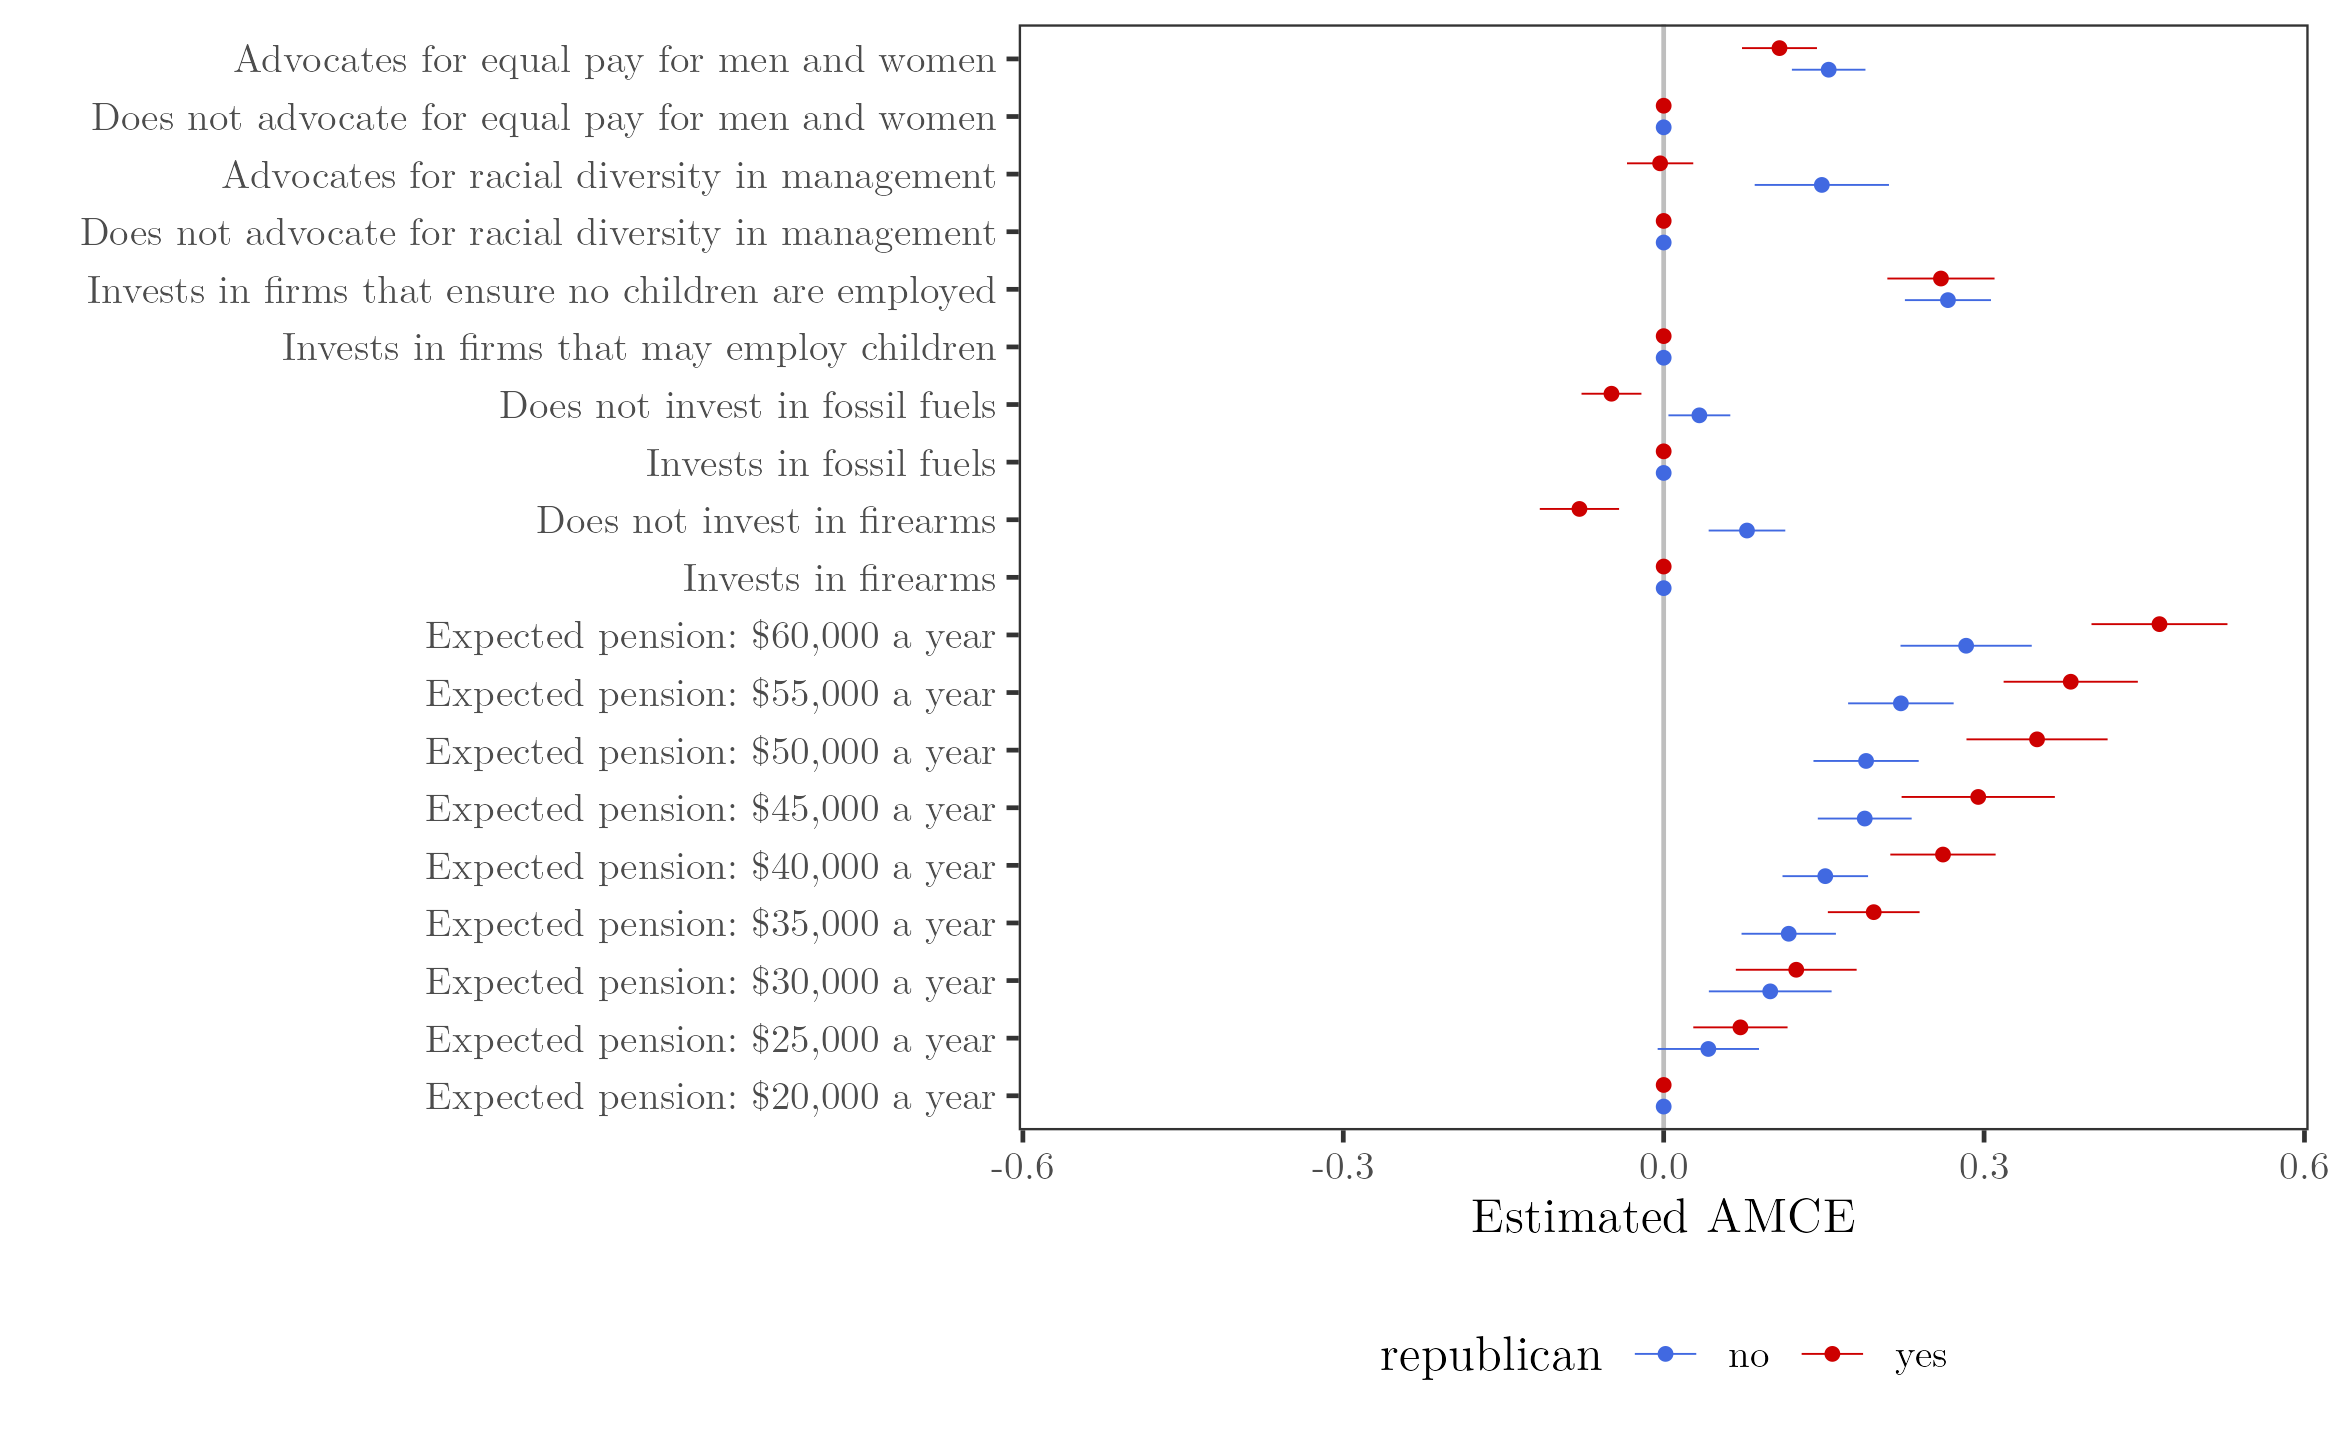 Advocates for equal pay for men and women
Does not advocate for equal pay for men and women
Advocates for racial diversity in management
Does not advocate for racial diversity in management
Invests in firms that ensure no children are employed
Invests in firms that may employ children
Does not invest in fossil fuels
Invests in fossil fuels
Does not invest in firearms
Invests in firearms
Expected pension: $60,000 a year
Expected pension: $55,000 a year
Expected pension: $50,000 a year
Expected pension: $45,000 a year
Expected pension: $40,000 a year
Expected pension: $35,000 a year
Expected pension: $30,000 a year
Expected pension: $25,000 a year
Expected pension: $20,000 a year
-0.6 -0.3 0.0 0.3 0.6
Estimated AMCE
republican no yes